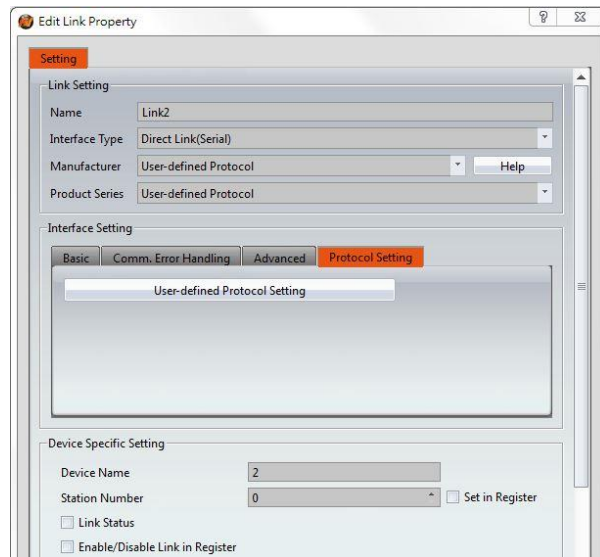 Edit Link Property
Setting
Link Setting
Name Link2
Interface Type Direct Link(Serial)
Manufacturer User-defined Protocol Help
Product Series User-defined Protocol
Interface Setting
Basic Comm. Error Handling Advanced Protocol Setting
User-defined Protocol Setting
Device Specific Setting
Device Name 2
Station Number 0 Set in Register
Link Status
Enable/Disable Link in Register